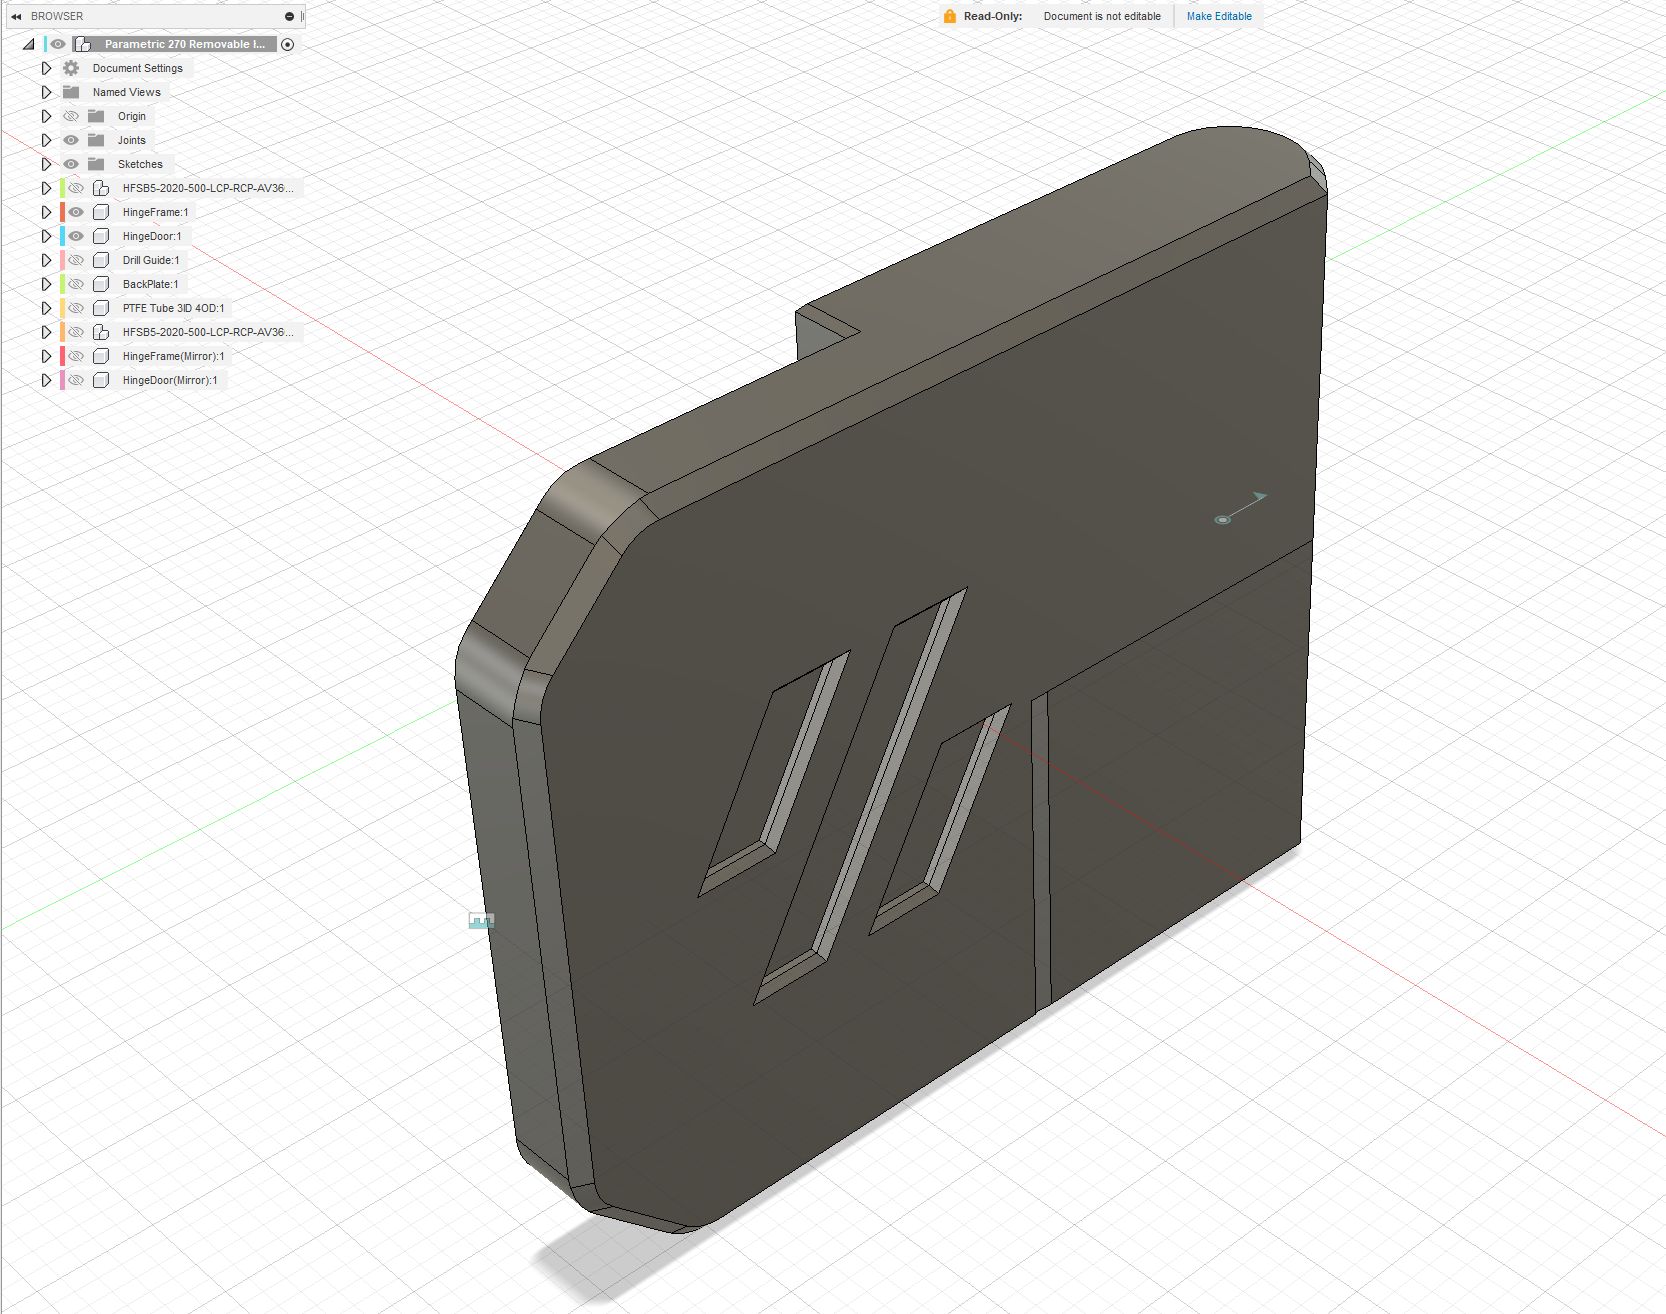 BROWSER
Read-Only: Document is not editable Make Editable
Parametric 270 Removable I...
Document Settings
Named Views
Origin
Joints
Sketches
HFSB5-2020-500-LCP-RCP-AV36...
HingeFrame:1
HingeDoor:1
Drill Guide:1
BackPlate:1
PTFE Tube 3ID 4OD:1
HFSB5-2020-500-LCP-RCP-AV36...
HingeFrame(Mirror):1
HingeDoor(Mirror):1